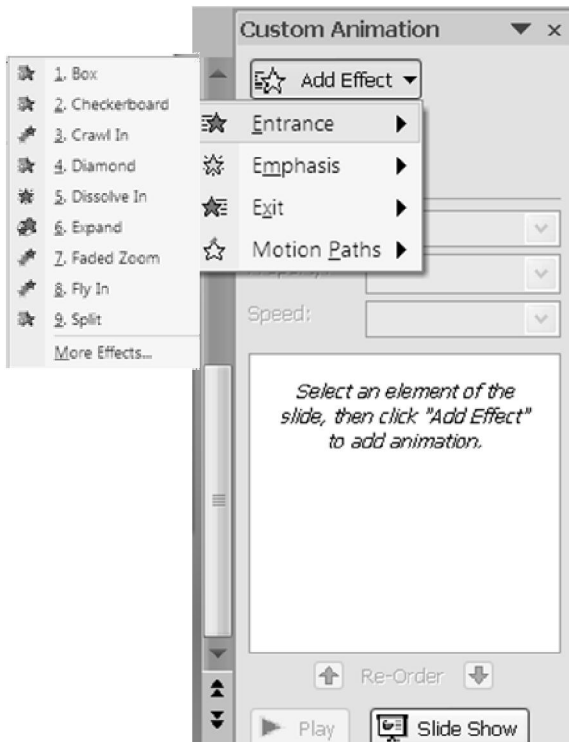 Custom Animation
Add Effect
Entrance
Emphasis
Exit
Motion Paths
1. Box
2. Checkerboard
3. Crawl In
4. Diamond
5. Dissolve In
6. Expand
7. Faded Zoom
8. Fly In
9. Split
More Effects...
Speed:
Select an element of the
slide, then click "Add Effect"
to add animation.
Re-Order
Play
Slide Show